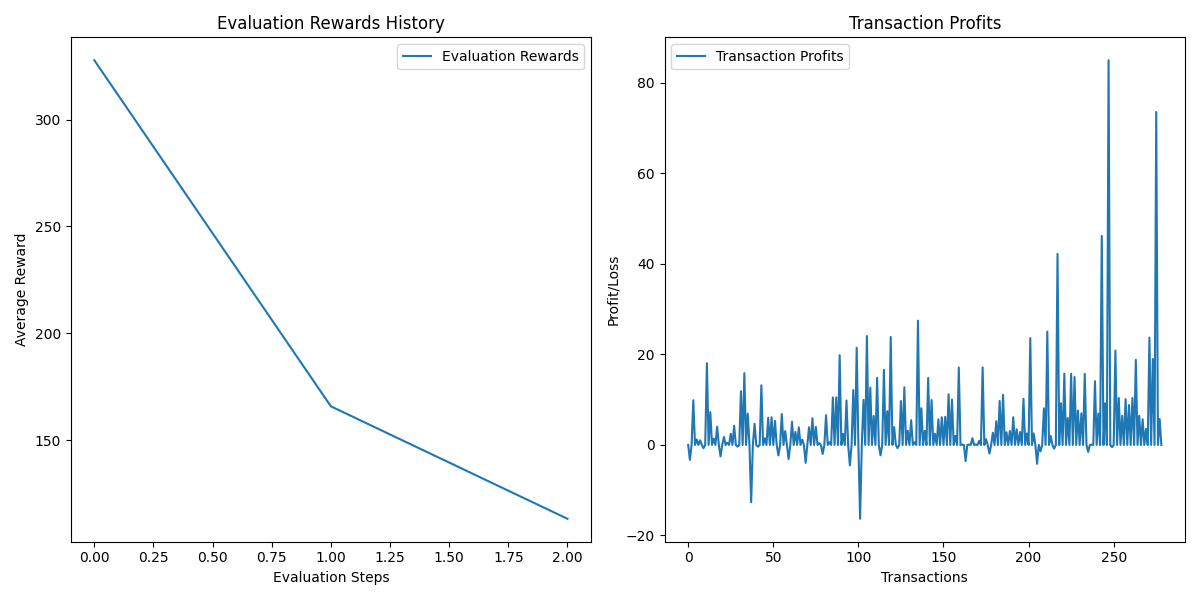 Evaluation Rewards History
Evaluation Rewards
Average Reward
300
250
200
150
0.00 0.25 0.50 0.75 1.00 1.25 1.50 1.75 2.00
Evaluation Steps
Transaction Profits
Transaction Profits
Profit/Loss
80
60
40
20
0
−20
0 50 100 150 200 250
Transactions